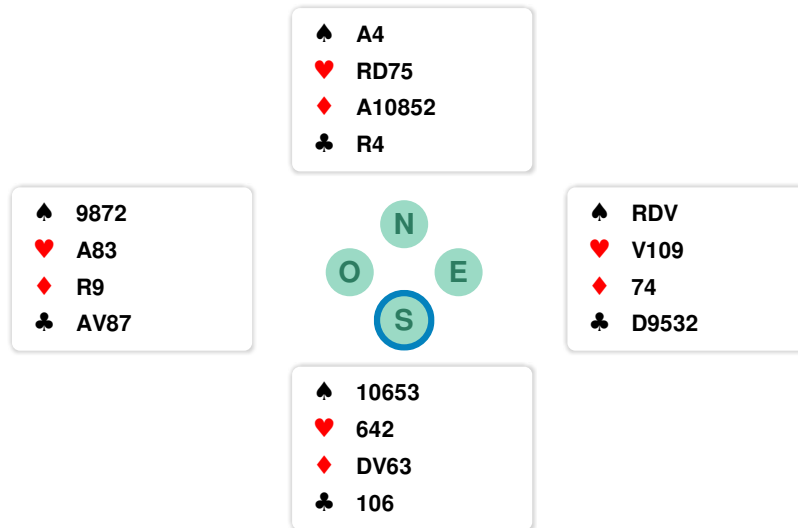 ♠ A4
♥ RD75
♦ A10852
♣ R4
♠ 9872
♥ A83
♦ R9
♣ AV87
N
O E
S
♠ RDV
♥ V109
♦ 74
♣ D9532
♠ 10653
♥ 642
♦ DV63
♣ 106